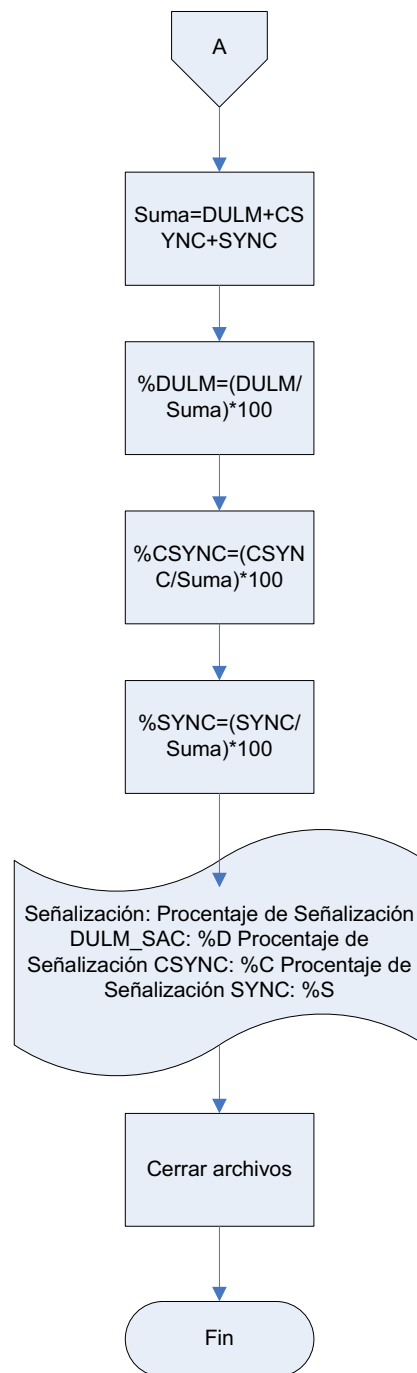 A
Suma=DULM+CS
YNC+SYNC
%DULM=(DULM/
Suma)*100
%CSYNC=(CSYN
C/Suma)*100
%SYNC=(SYNC/
Suma)*100
Señalización: Procentaje de Señalización
DULM_SAC: %D Procentaje de
Señalización CSYNC: %C Procentaje de
Señalización SYNC: %S
Cerrar archivos
Fin